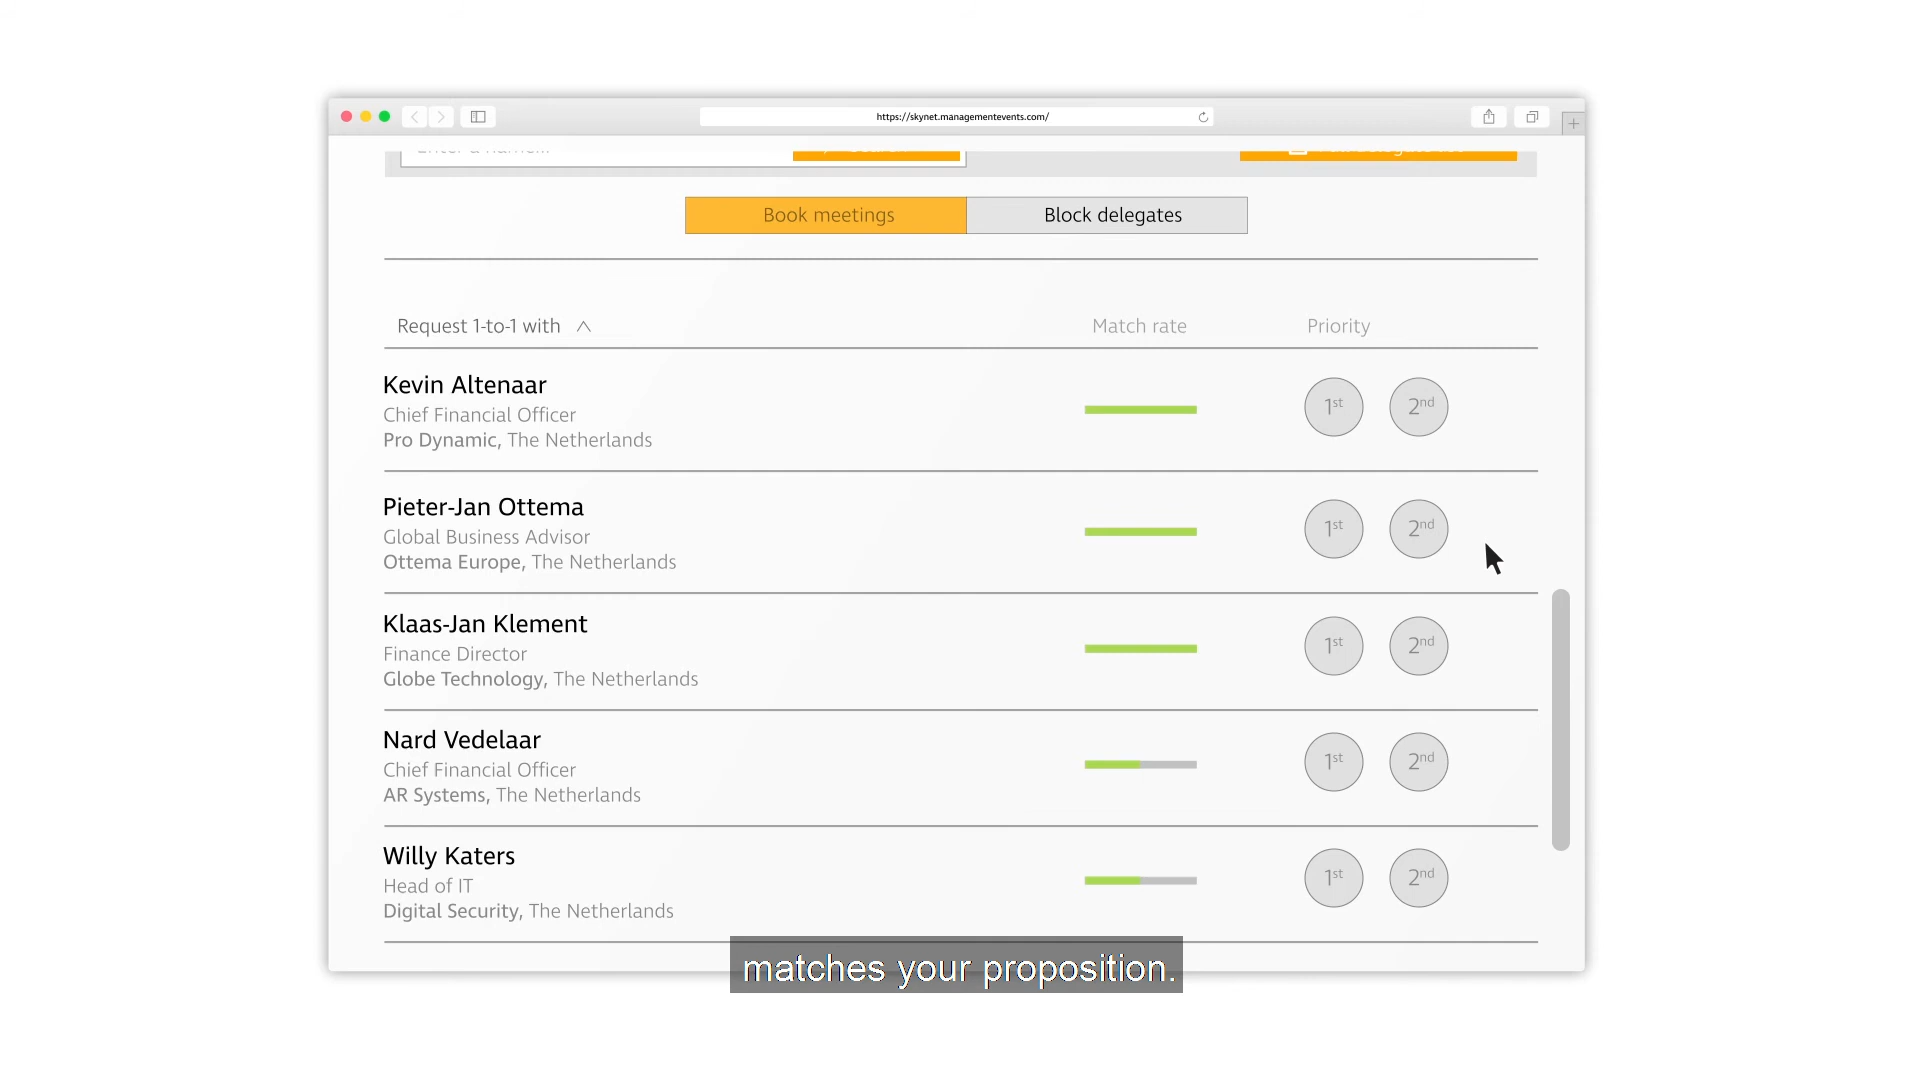 https://skynet.managementevents.com/
Book meetings
Block delegates
Request 1-to-1 with
Match rate
Priority
Kevin Altenaar
Chief Financial Officer
Pro Dynamic, The Netherlands
1st
2nd
Pieter-Jan Ottema
Global Business Advisor
Ottema Europe, The Netherlands
1st
2nd
Klaas-Jan Klement
Finance Director
Globe Technology, The Netherlands
1st
2nd
Nard Vedelaar
Chief Financial Officer
AR Systems, The Netherlands
1st
2nd
Willy Katers
Head of IT
Digital Security, The Netherlands
1st
2nd
matches your proposition.